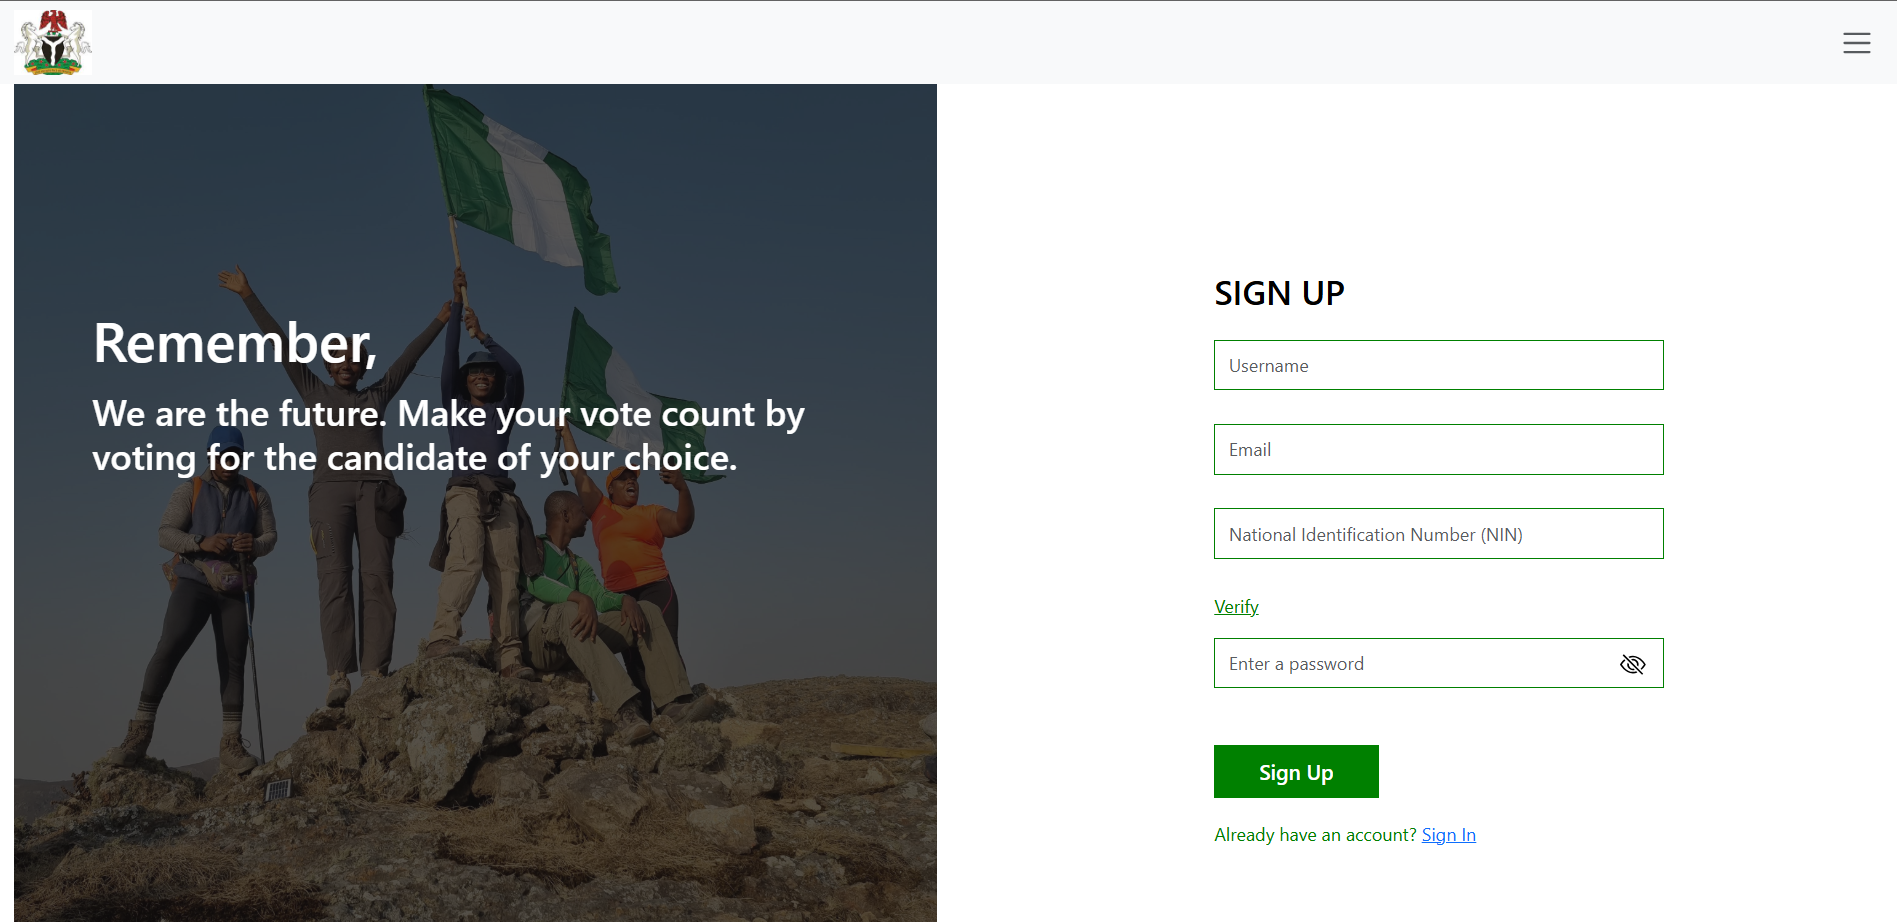 Remember,
We are the future. Make your vote count by
voting for the candidate of your choice.
SIGN UP
Username
Email
National Identification Number (NIN)
Verify
Enter a password
Sign Up
Already have an account? Sign In